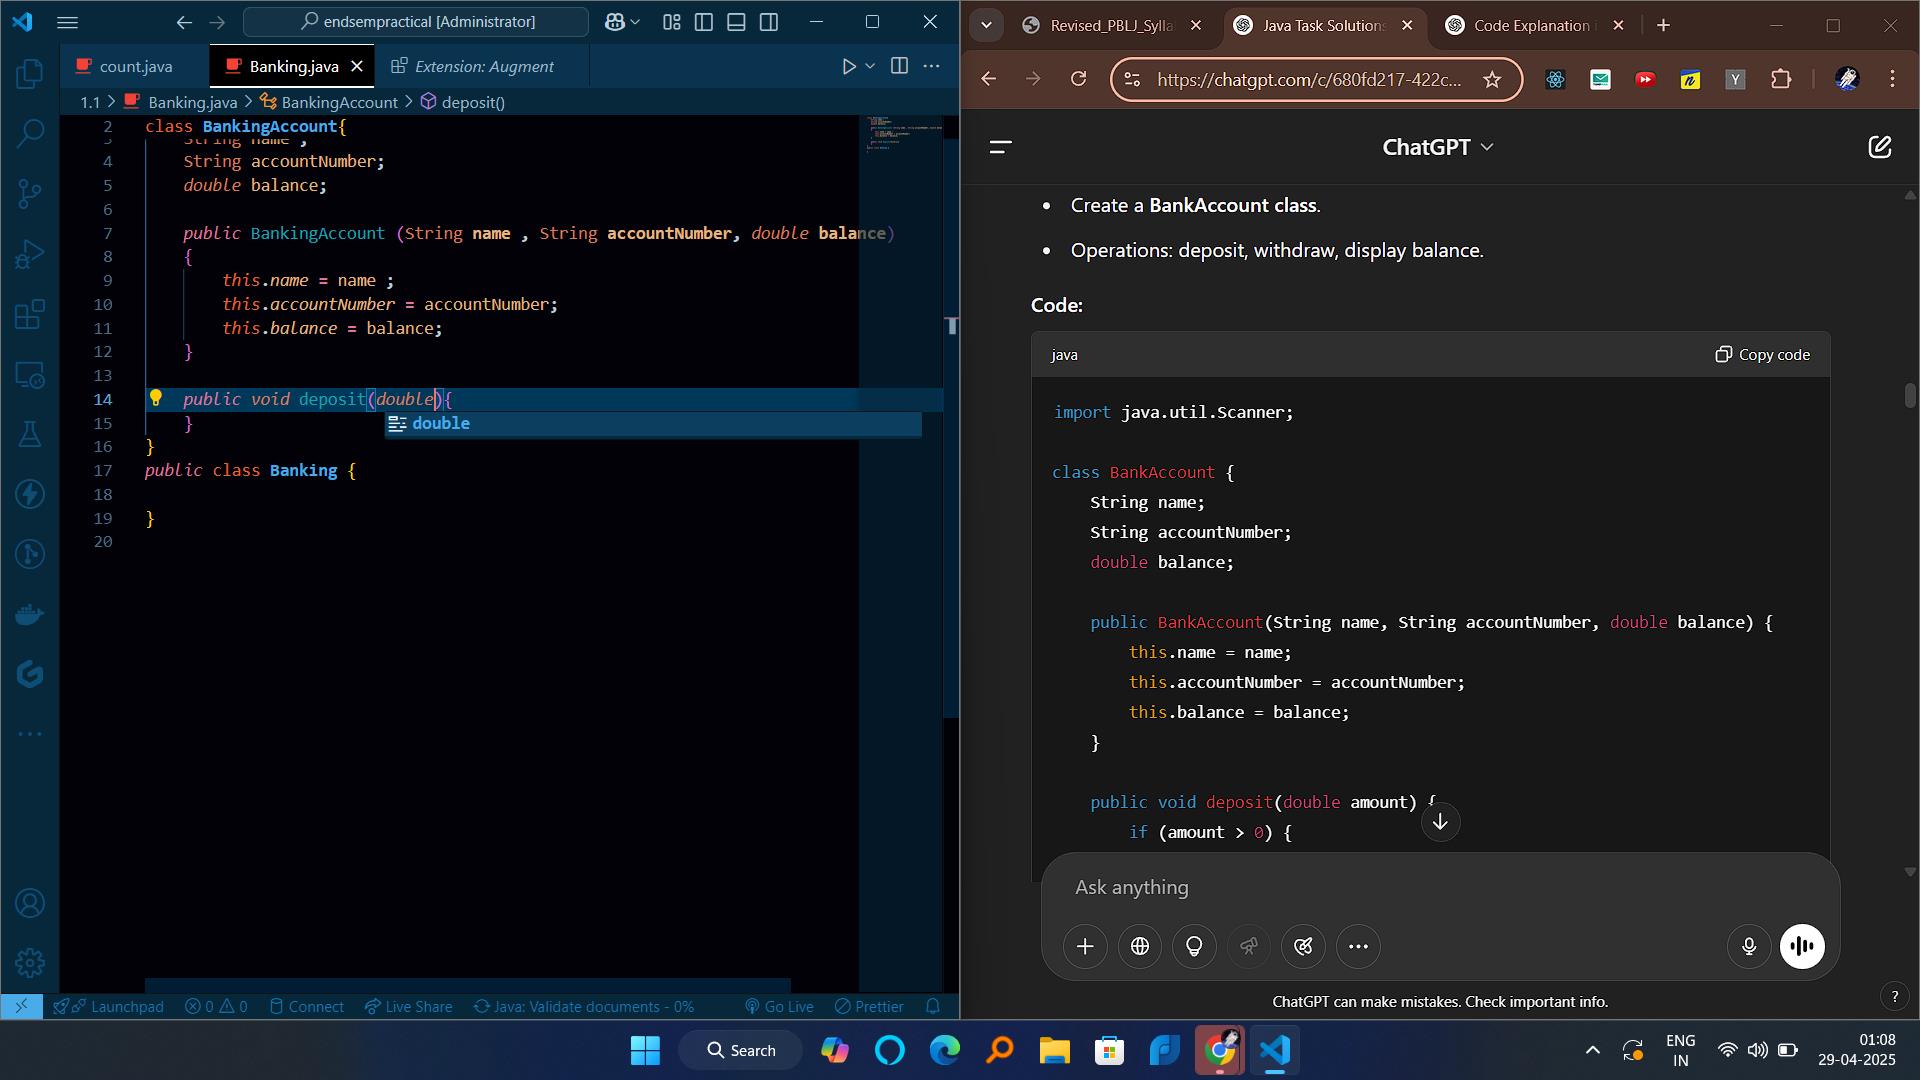 endsempractical [Administrator]
count.java
Banking.java
Extension: Augment
1.1 > Banking.java > BankingAccount > deposit()
2 class BankingAccount{
3 String name ;
4 String accountNumber;
5 double balance;
6
7 public BankingAccount (String name , String accountNumber, double balance)
8 {
9 this.name = name ;
10 this.accountNumber = accountNumber;
11 this.balance = balance;
12 }
13
14 public void deposit(double){
double
15 }
16 }
17 public class Banking {
18
19 }
20
Launchpad
0 0
Connect
Live Share
Java: Validate documents - 0%
Go Live
Prettier
Revised_PBLJ_Sylla
Java Task Solutions
Code Explanation
https://chatgpt.com/c/680fd217-422c...
ChatGPT
• Create a BankAccount class.
• Operations: deposit, withdraw, display balance.
Code:
java
Copy code
import java.util.Scanner;
class BankAccount {
String name;
String accountNumber;
double balance;
public BankAccount(String name, String accountNumber, double balance) {
this.name = name;
this.accountNumber = accountNumber;
this.balance = balance;
}
public void deposit(double amount) {
if (amount > 0) {
Ask anything
ChatGPT can make mistakes. Check important info.
?
Search
ENG
IN
01:08
29-04-2025